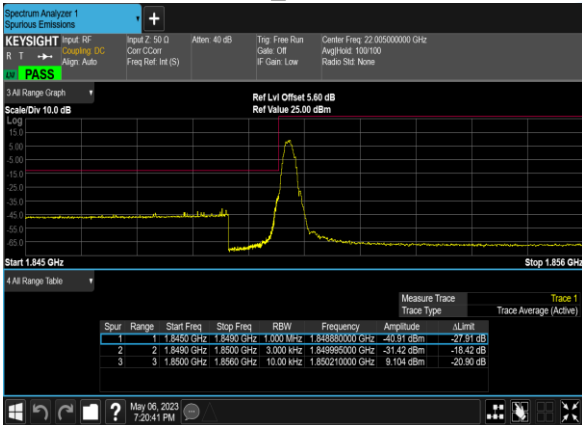 Spectrum Analyzer 1
Spurious Emissions
KEYSIGHT Input: RF Input Z: 50 Ω Atten: 40 dB Trig: Free Run Center Freq: 22.005000000 GHz
R T Coupling: DC Corr CCorr Gate: Off Avg|Hold: 100/100
Align: Auto Freq Ref: Int (S) IF Gain: Low Radio Std: None
PASS
3 All Range Graph
Ref Lvl Offset 5.60 dB
Scale/Div 10.0 dB Ref Value 25.00 dBm
Log
15.0
5.00
-5.00
-15.0
-25.0
-35.0
-45.0
-55.0
-65.0
Start 1.845 GHz Stop 1.856 GHz
4 All Range Table
Measure Trace Trace 1
Trace Type Trace Average (Active)
Spur Range Start Freq Stop Freq RBW Frequency Amplitude ΔLimit
1 1 1.8450 GHz 1.8490 GHz 1.000 MHz 1.848880000 GHz -40.91 dBm -27.91 dB
2 2 1.8490 GHz 1.8500 GHz 3.000 kHz 1.849995000 GHz -31.42 dBm -18.42 dB
3 3 1.8500 GHz 1.8560 GHz 10.00 kHz 1.850210000 GHz 9.104 dBm -20.90 dB
? May 06, 2023
7:20:41 PM